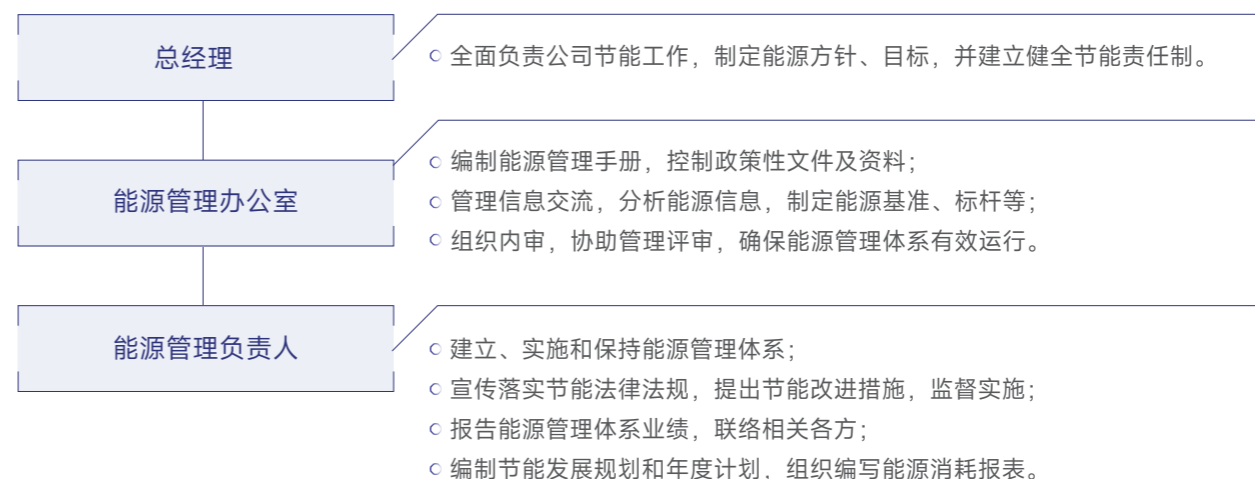 总经理
全面负责公司节能工作，制定能源方针、目标，并建立健全节能责任制。
能源管理办公室
编制能源管理手册，控制政策性文件及资料；
管理信息交流，分析能源信息，制定能源基准、标杆等；
组织内审，协助管理评审，确保能源管理体系有效运行。
能源管理负责人
建立、实施和保持能源管理体系；
宣传落实节能法律法规，提出节能改进措施，监督实施；
报告能源管理体系业绩，联络相关各方；
编制节能发展规划和年度计划，组织编写能源消耗报表。